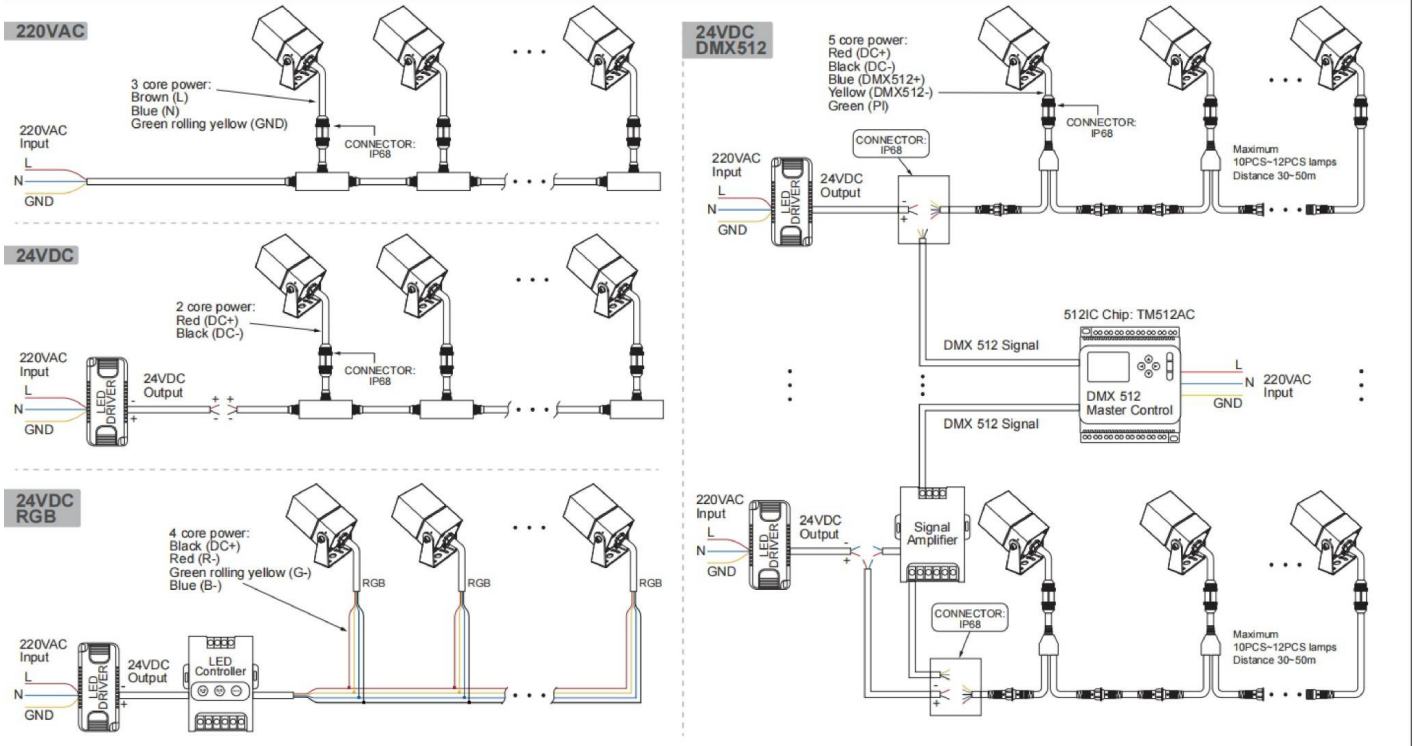 220VAC
3 core power:
Brown (L)
Blue (N)
Green rolling yellow (GND)
CONNECTOR:
IP68
220VAC
Input
L
N
GND
24VDC
2 core power:
Red (DC+)
Black (DC-)
CONNECTOR:
IP68
220VAC
Input
L
N
GND
LED
DRIVER
-
+
24VDC
Output
+ +
- -
24VDC
RGB
4 core power:
Black (DC+)
Red (R-)
Green rolling yellow (G-)
Blue (B-)
RGB
RGB
RGB
220VAC
Input
L
N
GND
LED
DRIVER
-
+
24VDC
Output
LED
Controller
24VDC
DMX512
5 core power:
Red (DC+)
Black (DC-)
Blue (DMX512+)
Yellow (DMX512-)
Green (PI)
CONNECTOR:
IP68
CONNECTOR:
IP68
220VAC
Input
L
N
GND
LED
DRIVER
24VDC
Output
-
+
Maximum
10PCS~12PCS lamps
Distance 30~50m
512IC Chip: TM512AC
DMX 512 Signal
DMX 512
Master Control
L
N
GND
220VAC
Input
DMX 512 Signal
220VAC
Input
L
N
GND
LED
DRIVER
24VDC
Output
-
+
Signal
Amplifier
CONNECTOR:
IP68
-
+
Maximum
10PCS~12PCS lamps
Distance 30~50m